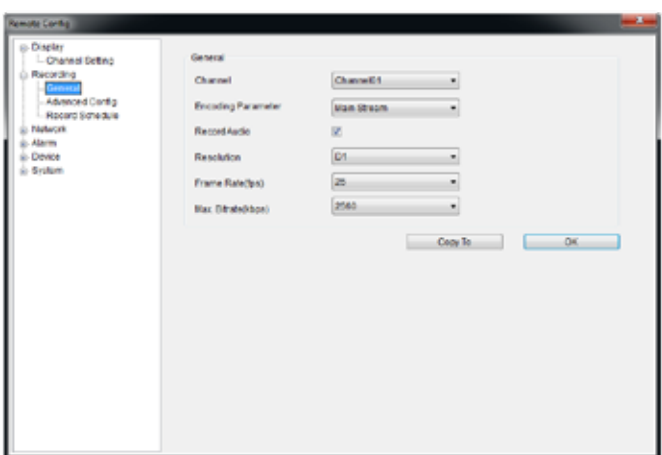 Remote Config
Display
Channel Setting
Recording
General
Advanced Config
Record Schedule
Network
Alarm
Device
System
General
Channel Channel01
Encoding Parameter Main Stream
Record Audio
Resolution D1
Frame Rate(fps) 25
Max. Bitrate(kbps) 2560
Copy To OK